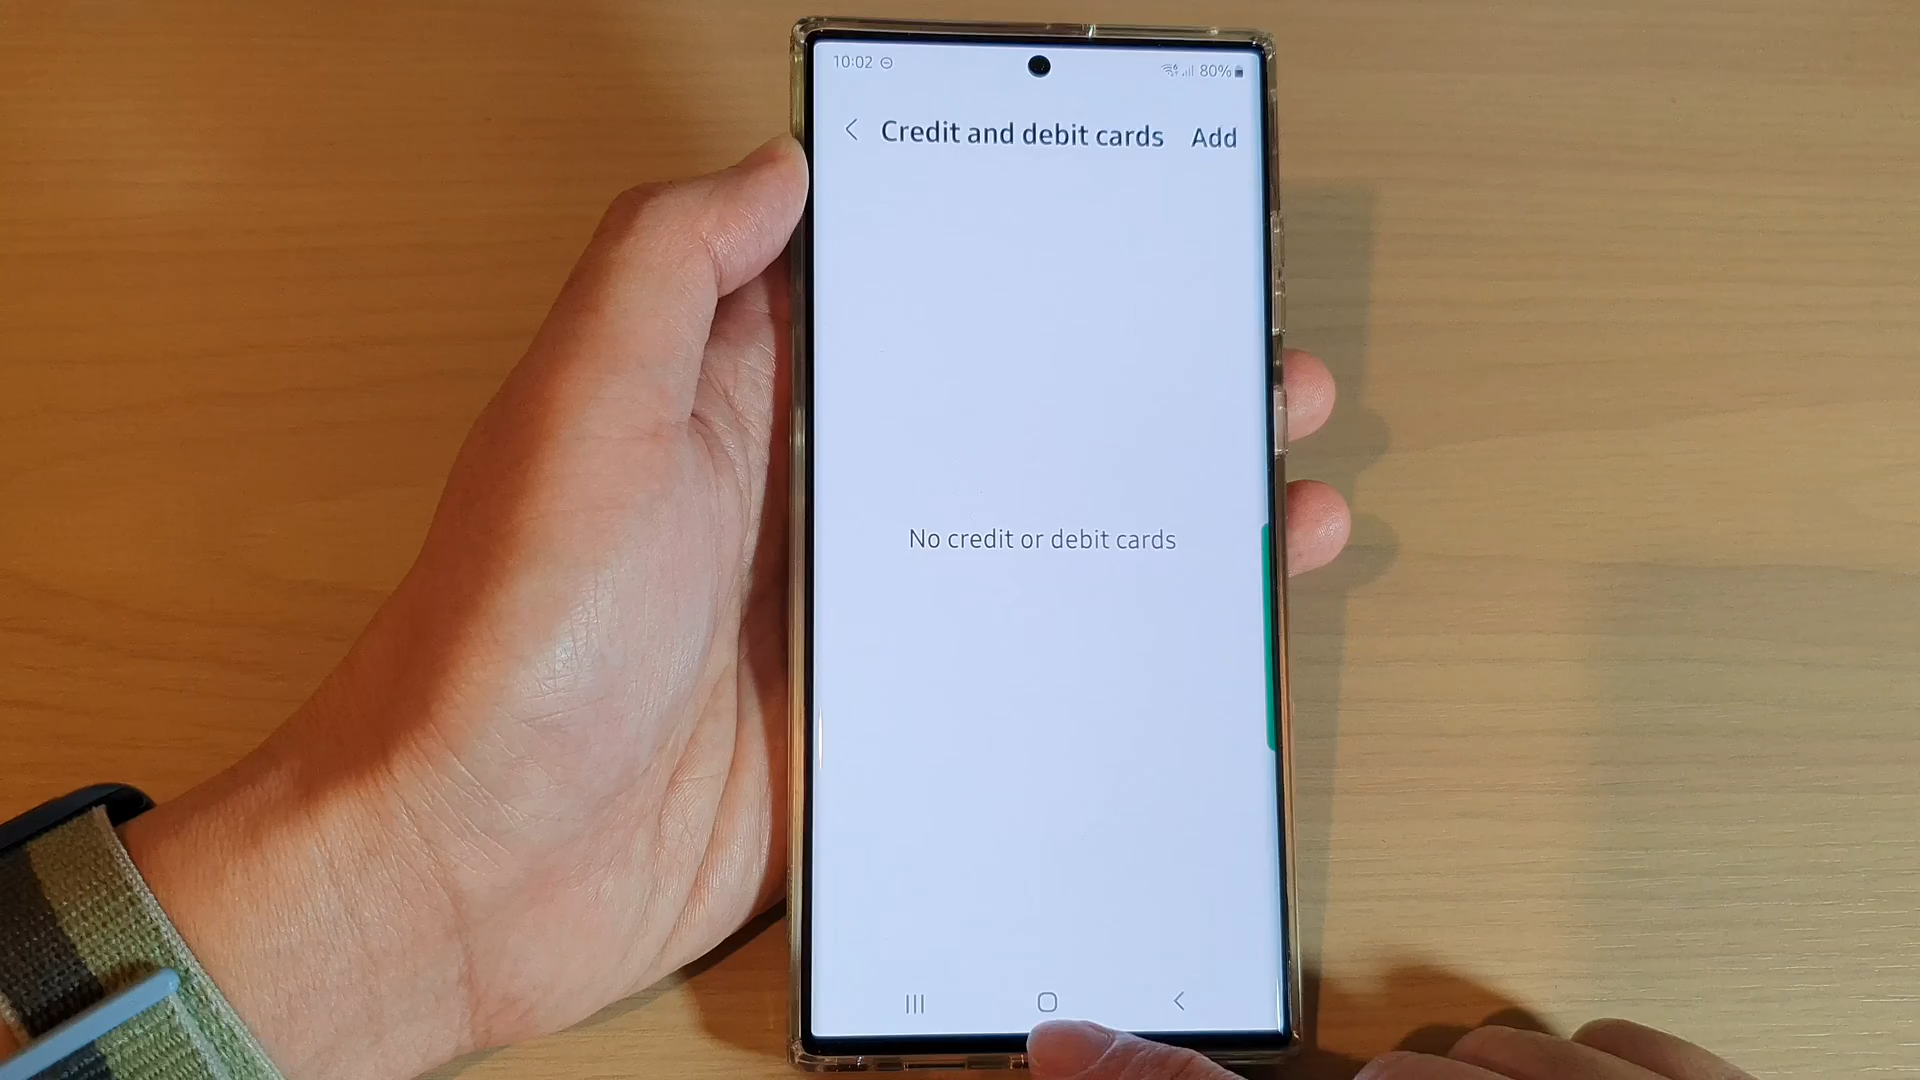 10:02
80%
Credit and debit cards
Add
No credit or debit cards